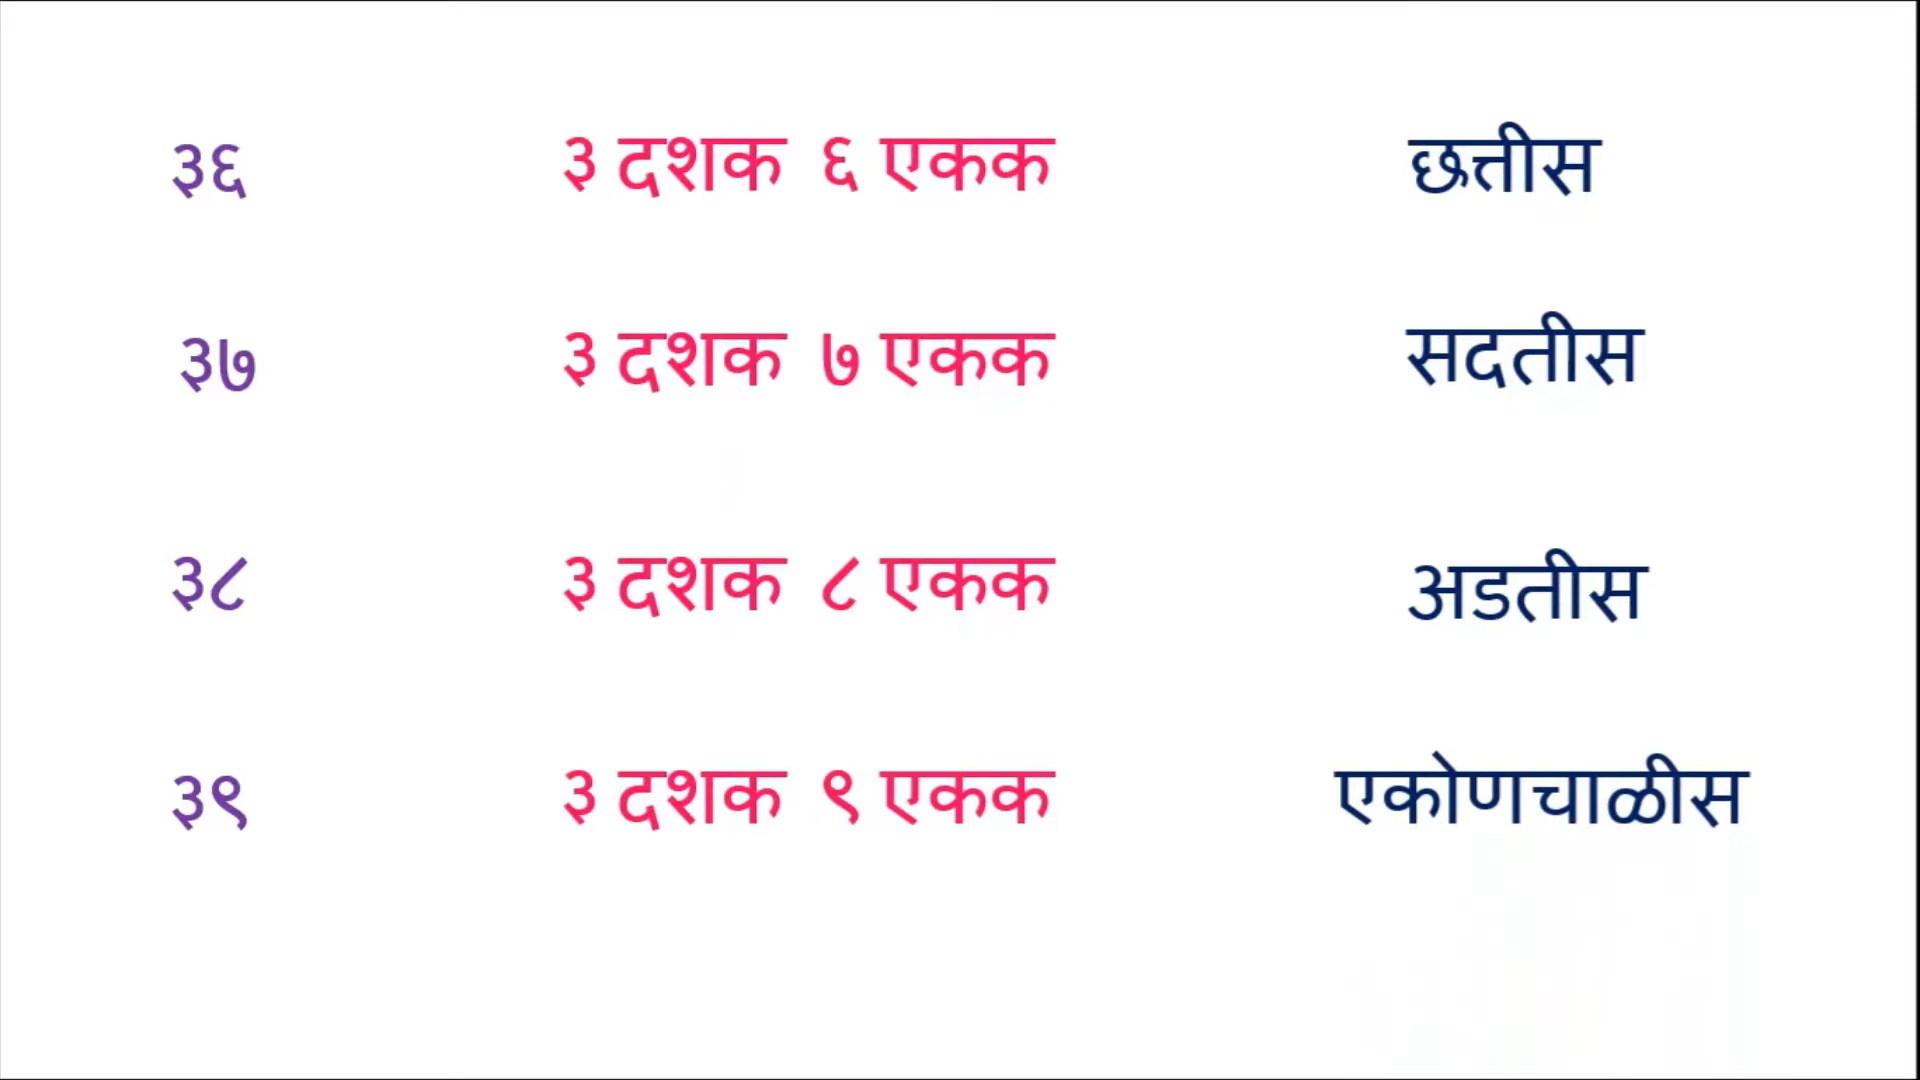 ३६ ३ दशक ६ एकक छत्तीस
३७ ३ दशक ७ एकक सदतीस
३८ ३ दशक ८ एकक अडतीस
३९ ३ दशक ९ एकक एकोणचाळीस